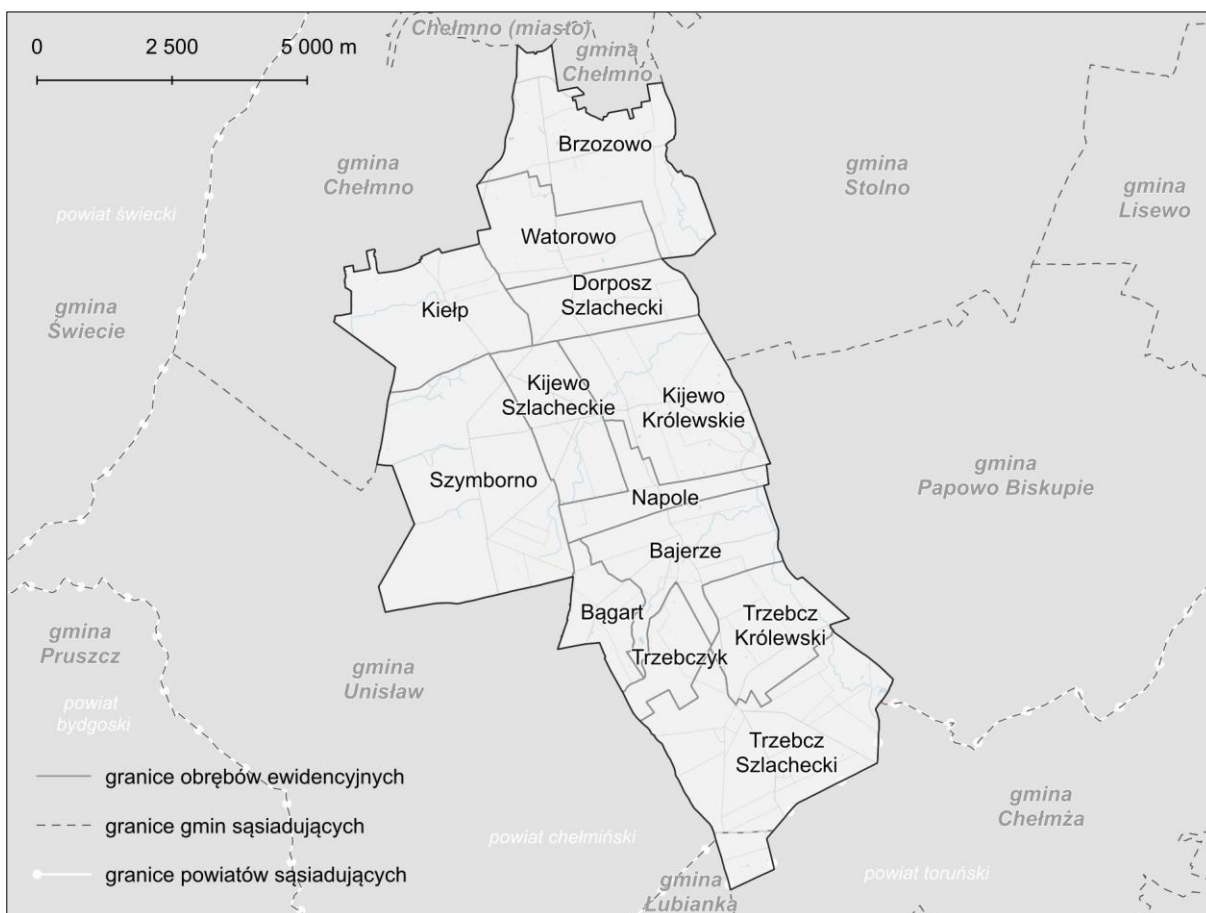 Chełmno (miasto)
0
2 500
5 000 m
gmina
Chełmno
Brzozowo
gmina
Chełmno
gmina
Stolno
gmina
Lisewo
powiat świecki
Watorowo
Dorposz
Szlachecki
Kiełp
gmina
Świecie
Kijewo
Szlacheckie
Kijewo
Królewskie
Szymborno
gmina
Papowo Biskupie
Napole
Bajerze
Bągart
Trzebcz
Królewski
Trzebczyk
gmina
Pruszcz
gmina
Unisław
powiat
bydgoski
Trzebcz
Szlachecki
granice obrębów ewidencyjnych
granice gmin sąsiadujących
granice powiatów sąsiadujących
gmina
Chełmża
powiat chełmiński
powiat toruński
gmina
Łubianka